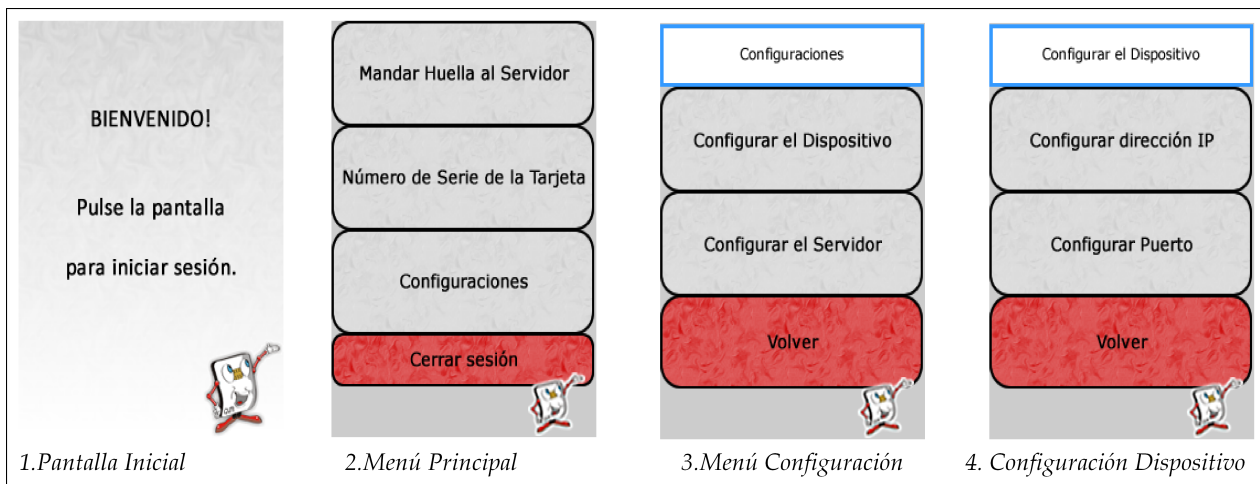 BIENVENIDO!
Pulse la pantalla
para iniciar sesión.
1.Pantalla Inicial
Mandar Huella al Servidor
Número de Serie de la Tarjeta
Configuraciones
Cerrar sesión
2.Menú Principal
Configuraciones
Configurar el Dispositivo
Configurar el Servidor
Volver
3.Menú Configuración
Configurar el Dispositivo
Configurar dirección IP
Configurar Puerto
Volver
4. Configuración Dispositivo